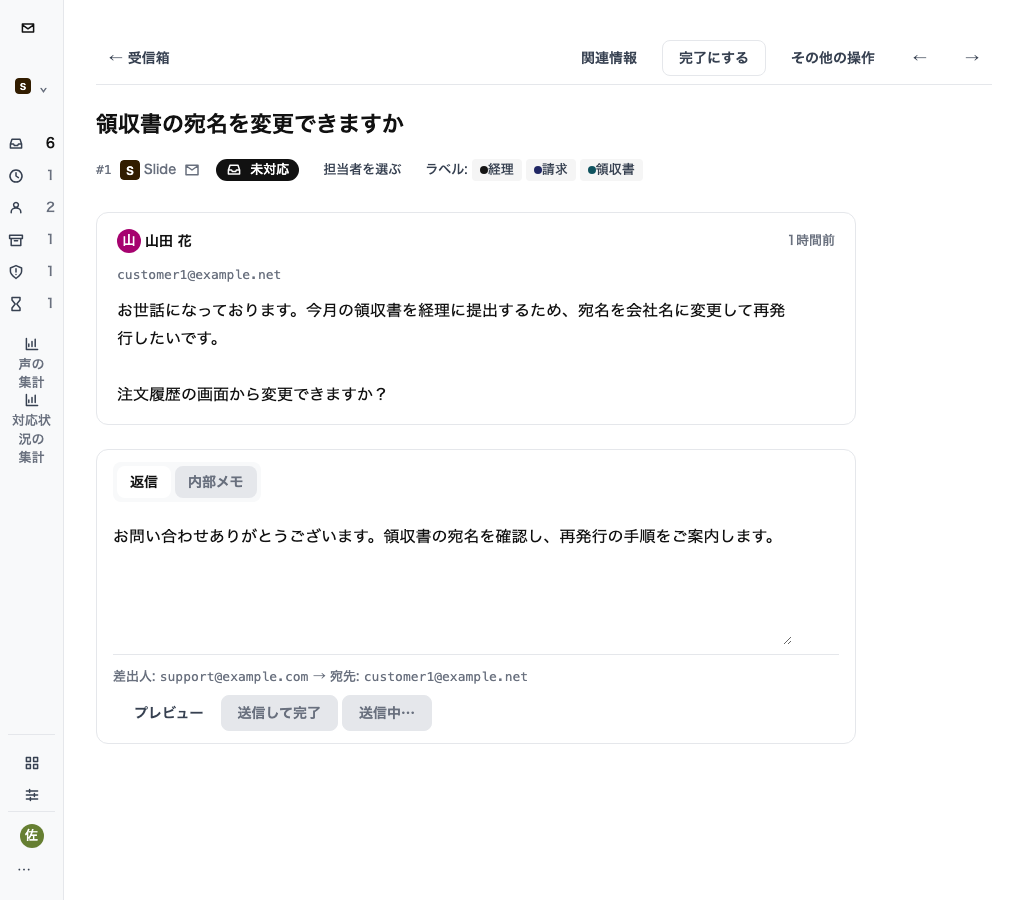 S
6
1
2
1
1
1
声の
集計
対応状
況の
集計
佐
…
← 受信箱
関連情報
完了にする
その他の操作
←
→
領収書の宛名を変更できますか
#1 S Slide 未対応 担当者を選ぶ ラベル: 経理 請求 領収書
山 山田 花 1時間前
customer1@example.net
お世話になっております。今月の領収書を経理に提出するため、宛名を会社名に変更して再発
行したいです。
注文履歴の画面から変更できますか？
返信 内部メモ
お問い合わせありがとうございます。領収書の宛名を確認し、再発行の手順をご案内します。
差出人: support@example.com → 宛先: customer1@example.net
プレビュー 送信して完了 送信中…